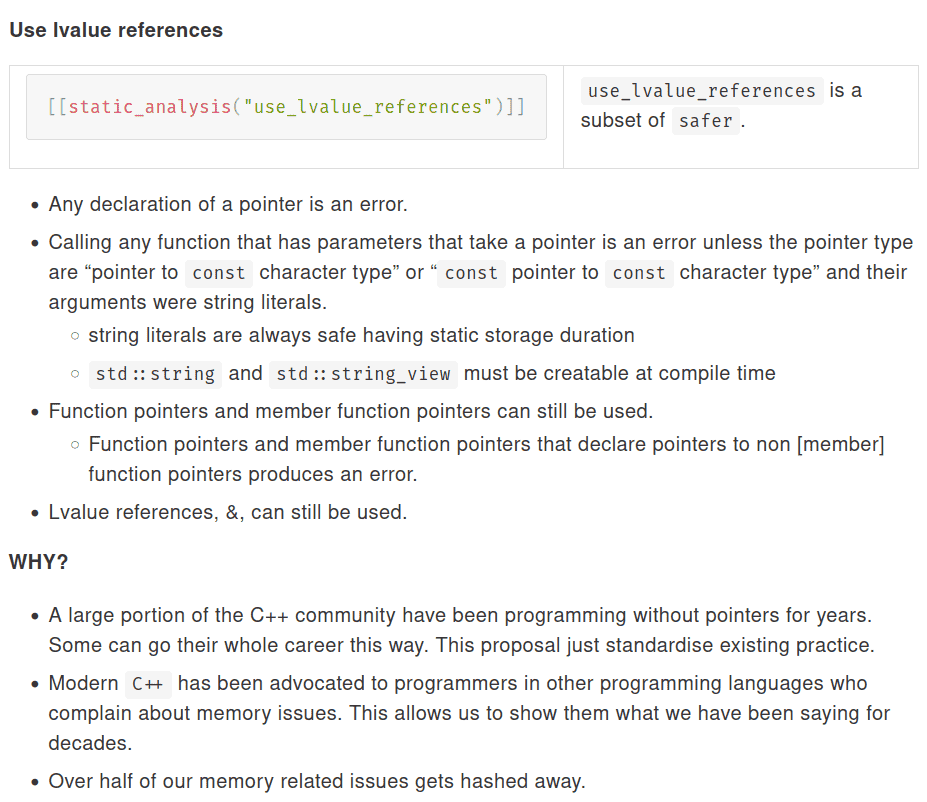 Use lvalue references
[[static_analysis("use_lvalue_references")]]
use_lvalue_references is a
subset of safer .
• Any declaration of a pointer is an error.
• Calling any function that has parameters that take a pointer is an error unless the pointer type
are “pointer to const character type” or “ const pointer to const character type” and their
arguments were string literals.
◦ string literals are always safe having static storage duration
◦ std::string and std::string_view must be creatable at compile time
• Function pointers and member function pointers can still be used.
◦ Function pointers and member function pointers that declare pointers to non [member]
function pointers produces an error.
• Lvalue references, &, can still be used.
WHY?
• A large portion of the C++ community have been programming without pointers for years.
Some can go their whole career this way. This proposal just standardise existing practice.
• Modern C++ has been advocated to programmers in other programming languages who
complain about memory issues. This allows us to show them what we have been saying for
decades.
• Over half of our memory related issues gets hashed away.